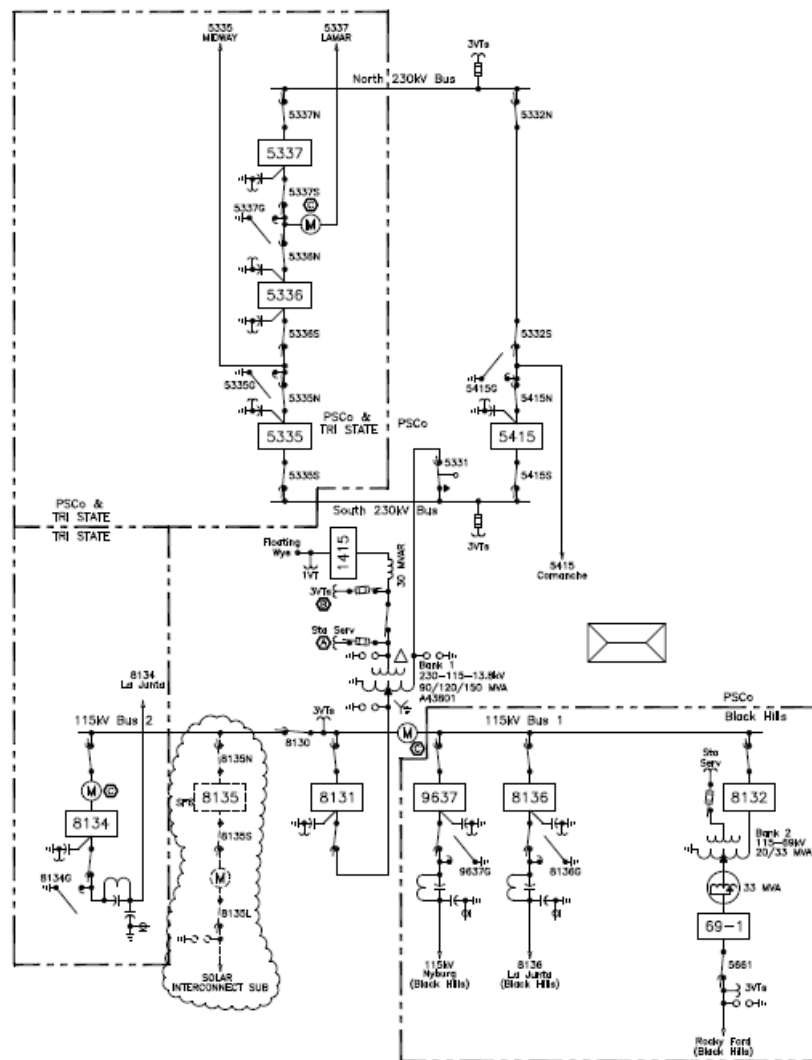 5335
MIDWAY
5337
LAMAR
3VTs
North 230kV Bus
5337N
5332N
5337
5337S
C
5337G
M
5336N
5336
5336S
5332S
5335G
5335N
5415G
5415N
PSCo &
TRI STATE
PSCo
5335
5415
5335S
5331
5415S
PSCo &
TRI STATE
TRI STATE
South 230kV Bus
3VTs
Floating
Wye
1415
1VT
30 MVAR
3VTs
B
5415
Comanche
Sta Serv
A
8134
La Junta
Bank 1
230-115-13.8kV
90/120/150 MVA
A43801
PSCo
Black Hills
115kV Bus 2
3VTs
115kV Bus 1
8130
M
C
8135N
Sta
Serv
M
C
8135
8131
9637
8136
8132
8134
8135S
Bank 2
115-69kV
20/33 MVA
8134G
M
9637G
8136G
33 MVA
8135L
69-1
SOLAR
INTERCONNECT SUB
115kV
Nyburg
(Black Hills)
8136
La Junta
(Black Hills)
5661
3VTs
Rocky Ford
(Black Hills)